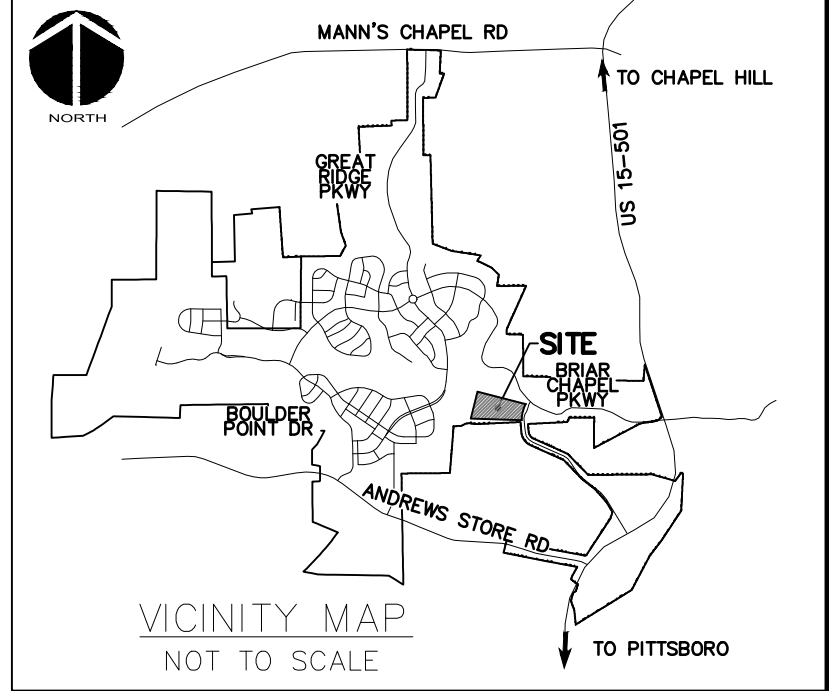 MANN'S CHAPEL RD
TO CHAPEL HILL
NORTH
US 15-501
GREAT
RIDGE
PKWY
SITE
BRIAR
CHAPEL
PKWY
BOULDER
POINT DR
ANDREWS STORE RD
VICINITY MAP
NOT TO SCALE
TO PITTSBORO